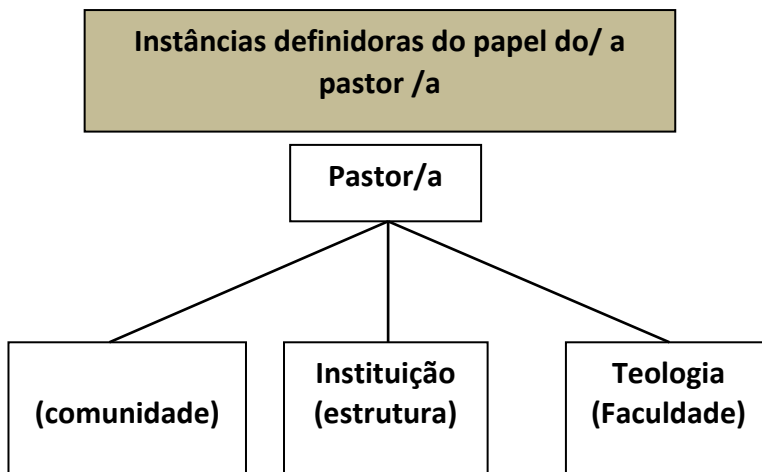 Instâncias definidoras do papel do/ a
pastor /a
Pastor/a
(comunidade)
Instituição
(estrutura)
Teologia
(Faculdade)